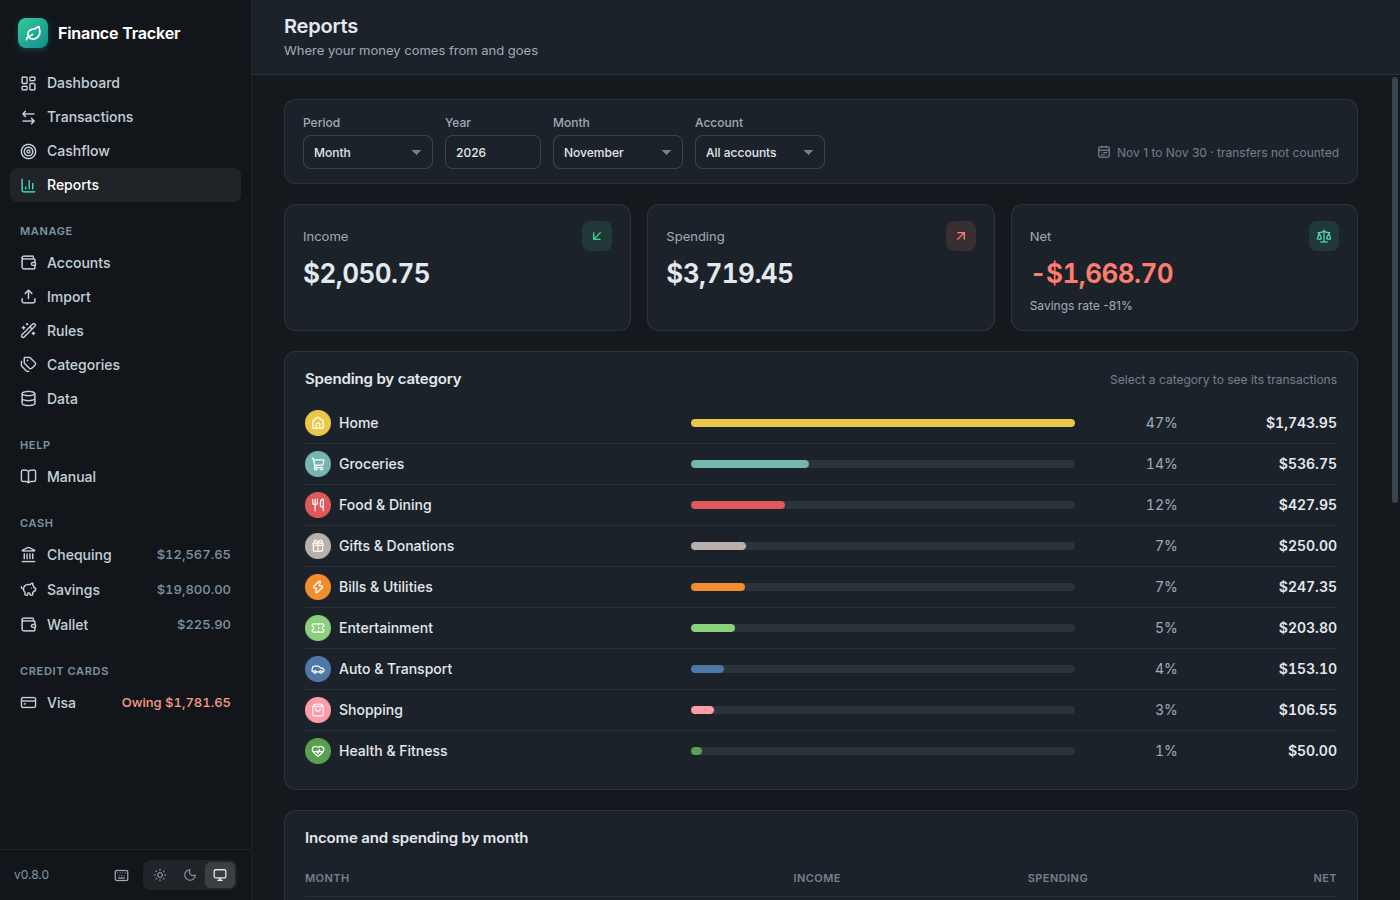 Finance Tracker
Dashboard
Transactions
Cashflow
Reports
MANAGE
Accounts
Import
Rules
Categories
Data
HELP
Manual
CASH
Chequing $12,567.65
Savings $19,800.00
Wallet $225.90
CREDIT CARDS
Visa Owing $1,781.65
v0.8.0
Reports
Where your money comes from and goes
Period Year Month Account
Month 2026 November All accounts Nov 1 to Nov 30 · transfers not counted
Income Spending Net
$2,050.75 $3,719.45 -$1,668.70
Savings rate -81%
Spending by category Select a category to see its transactions
Home 47% $1,743.95
Groceries 14% $536.75
Food & Dining 12% $427.95
Gifts & Donations 7% $250.00
Bills & Utilities 7% $247.35
Entertainment 5% $203.80
Auto & Transport 4% $153.10
Shopping 3% $106.55
Health & Fitness 1% $50.00
Income and spending by month
MONTH INCOME SPENDING NET